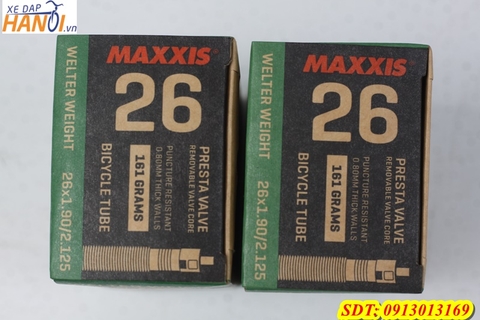 XE ĐẠP
HANOI.vn
MAXXIS
26
WELTER WEIGHT
26x1.90/2.125
161 GRAMS
PRESTA VALVE
REMOVABLE VALVE CORE
PUNCTURE RESISTANT
0.80MM THICK WALLS
BICYCLE TUBE
MAXXIS
26
WELTER WEIGHT
26x1.90/2.125
161 GRAMS
PRESTA VALVE
REMOVABLE VALVE CORE
PUNCTURE RESISTANT
0.80MM THICK WALLS
BICYCLE TUBE
SDT; 0913013169